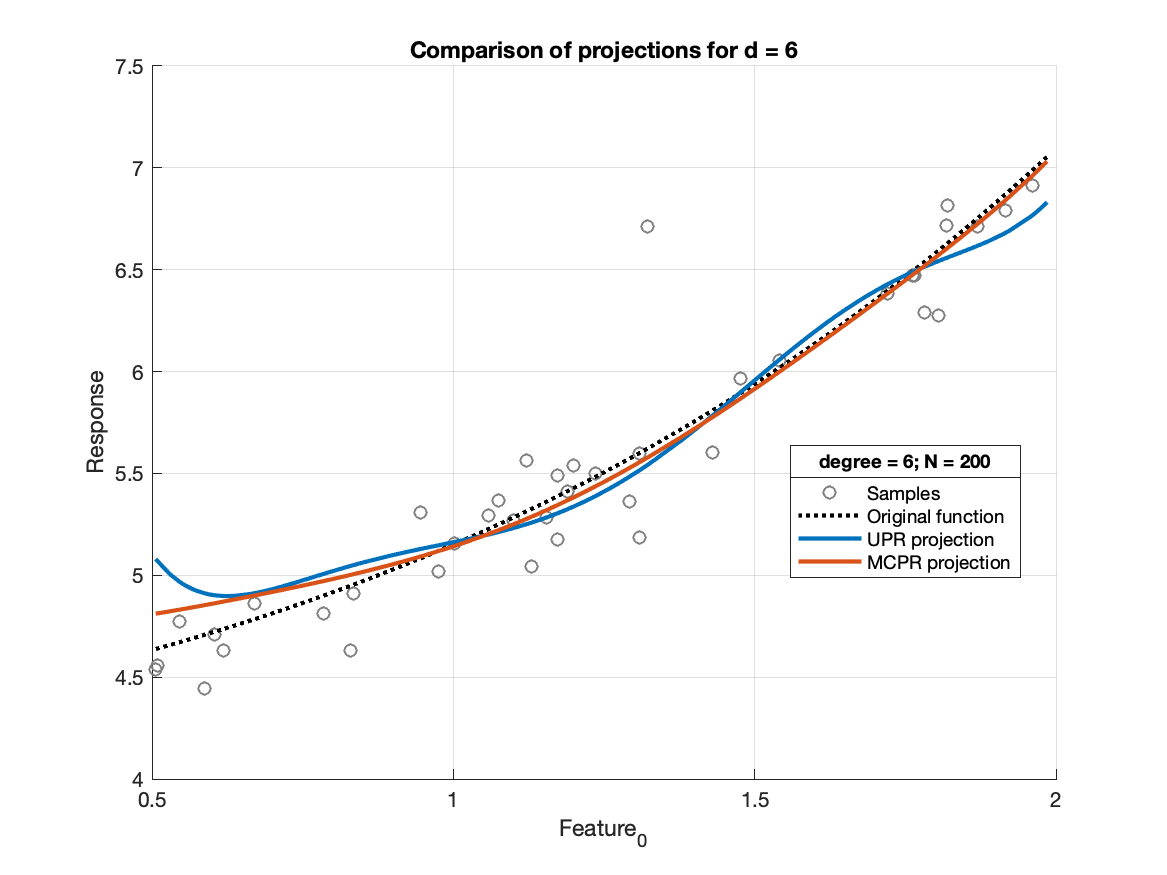 Comparison of projections for d = 6
7.5
7
6.5
6
5.5
5
4.5
4
Response
degree = 6; N = 200
Samples
Original function
UPR projection
MCPR projection
0.5
1
1.5
2
Feature0